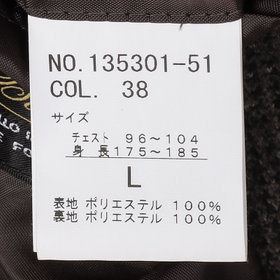 NO.135301-51
COL. 38
サイズ
チェスト 96～104
身 長175～185
L
表地 ポリエステル 100%
裏地 ポリエステル 100%